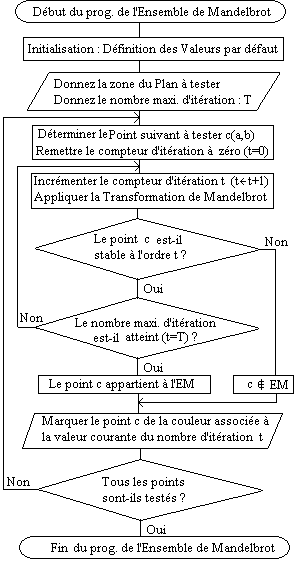 Début du prog. de l'Ensemble de Mandelbrot
Initialisation : Définition des Valeurs par défaut
Donnez la zone du Plan à tester
Donnez le nombre maxi. d'itération : T
Déterminer le Point suivant à tester c(a,b)
Remettre le compteur d'itération à zéro (t=0)
Incrémenter le compteur d'itération t (t←t+1)
Appliquer la Transformation de Mandelbrot
Le point c est-il
stable à l'ordre t ?
Non
Oui
Non
Le nombre maxi. d'itération
est-il atteint (t=T) ?
Oui
Le point c appartient à l'EM
c ∉ EM
Marquer le point c de la couleur associée à
la valeur courante du nombre d'itération t
Non
Tous les points
sont-ils testés ?
Oui
Fin du prog. de l'Ensemble de Mandelbrot